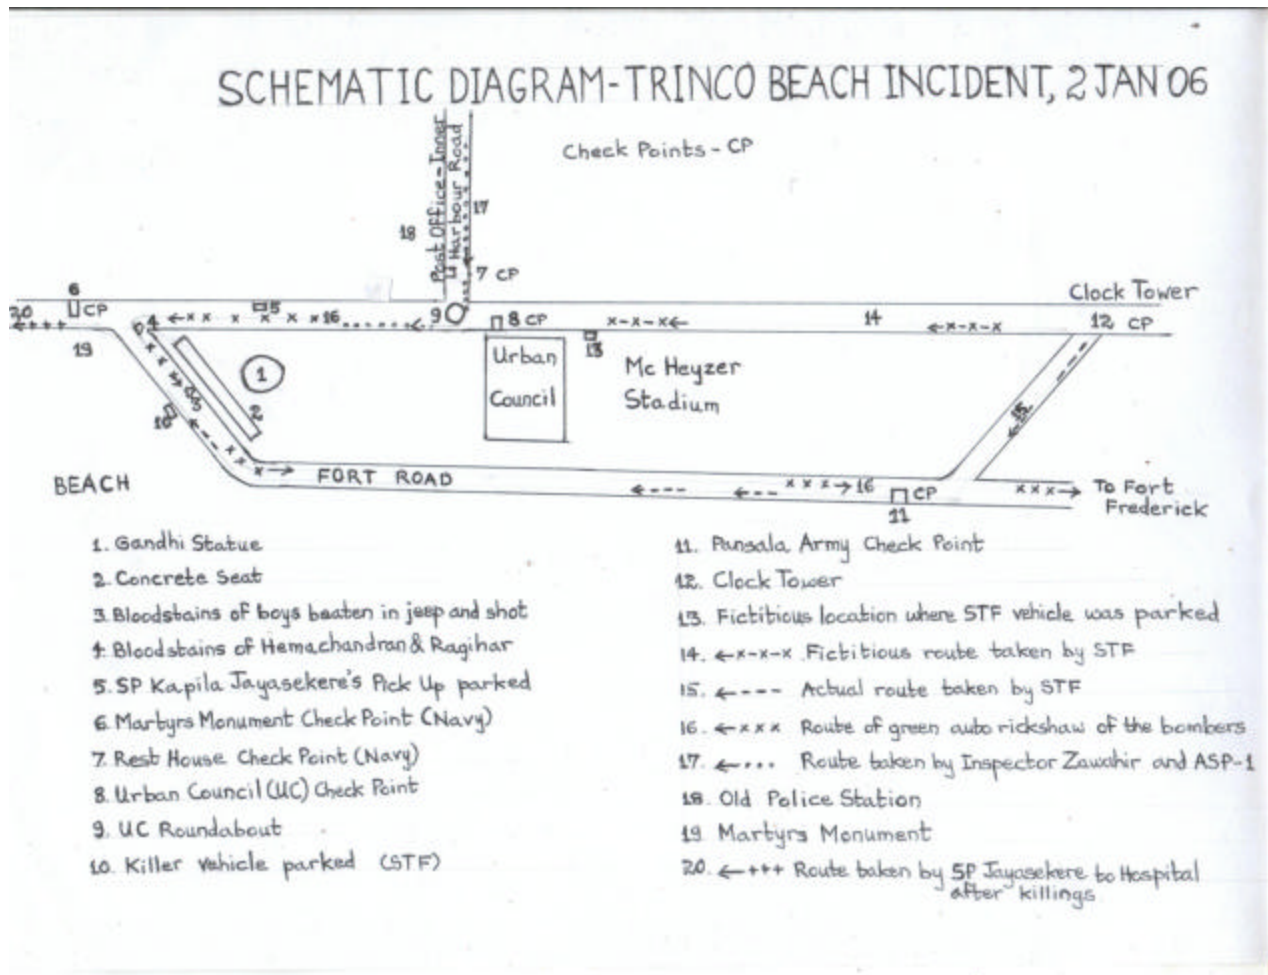 SCHEMATIC DIAGRAM-TRINCO BEACH INCIDENT, 2 JAN 06
Check Points - CP
Post Office - Inner
Harbour Road
17
18
7 CP
Clock Tower
6
CP
20
5
4
16
9
8 CP
14
12 CP
19
13
Urban
Council
Mc Heyzer
Stadium
1
2
3
10
15
BEACH
FORT ROAD
16
CP
11
To Fort
Frederick
1. Gandhi Statue
2. Concrete Seat
3. Bloodstains of boys beaten in jeep and shot
4. Bloodstains of Hemachandran & Ragihar
5. SP Kapila Jayasekere's Pick Up parked
6. Martyrs Monument Check Point (Navy)
7. Rest House Check Point (Navy)
8. Urban Council (UC) Check Point
9. UC Roundabout
10. Killer vehicle parked (STF)
11. Pansala Army Check Point
12. Clock Tower
13. Fictitious location where STF vehicle was parked
14. ←x-x-x Fictitious route taken by STF
15. ←--- Actual route taken by STF
16. ←xxx Route of green auto rickshaw of the bombers
17. ←... Route taken by Inspector Zawahir and ASP-1
18. Old Police Station
19. Martyrs Monument
20. ←+++ Route taken by SP Jayasekere to Hospital
after killings